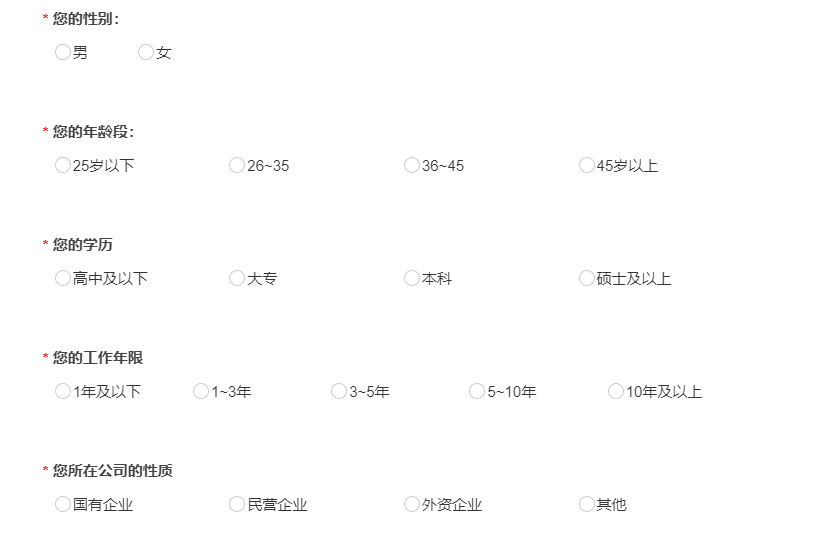 * 您的性别：
男 女
* 您的年龄段：
25岁以下 26~35 36~45 45岁以上
* 您的学历
高中及以下 大专 本科 硕士及以上
* 您的工作年限
1年及以下 1~3年 3~5年 5~10年 10年及以上
* 您所在公司的性质
国有企业 民营企业 外资企业 其他